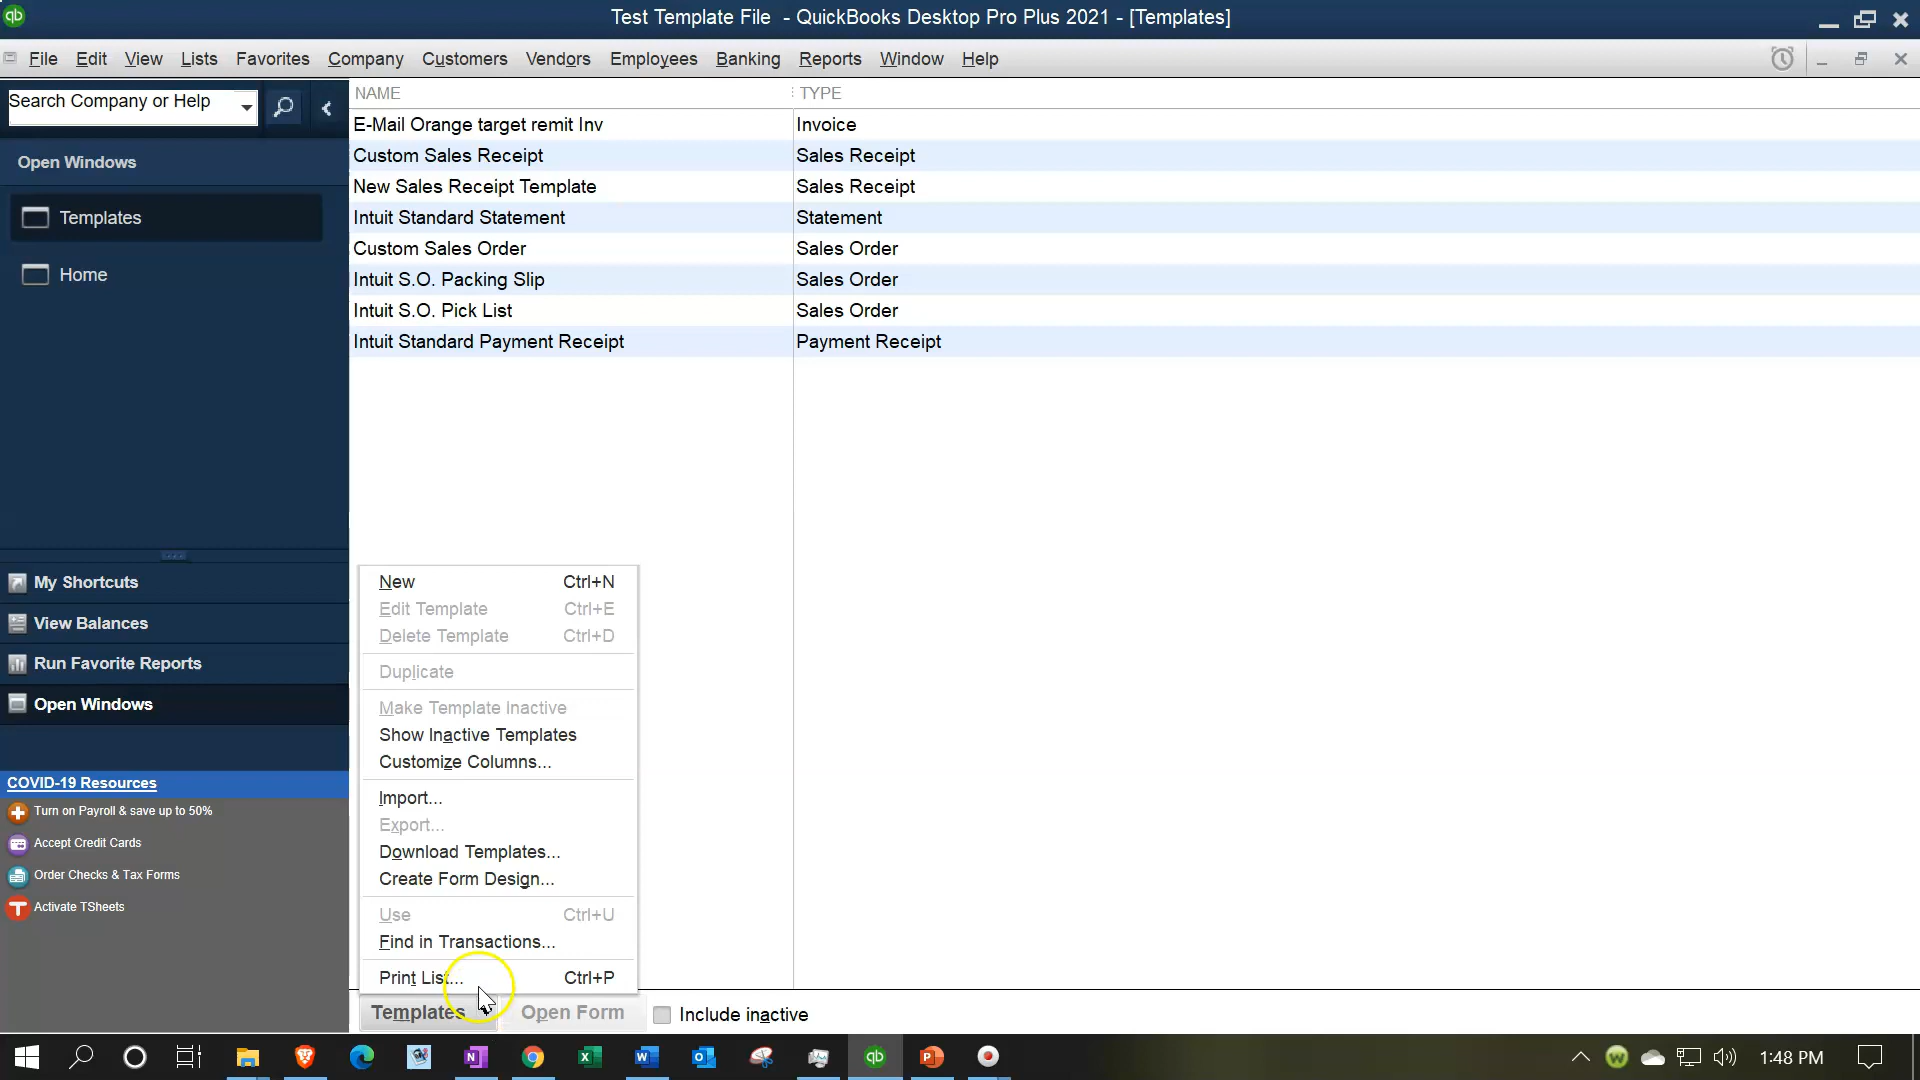 qb
Test Template File - QuickBooks Desktop Pro Plus 2021 - [Templates]
File Edit View Lists Favorites Company Customers Vendors Employees Banking Reports Window Help
Search Company or Help
Open Windows
Templates
Home
My Shortcuts
View Balances
Run Favorite Reports
Open Windows
COVID-19 Resources
Turn on Payroll & save up to 50%
Accept Credit Cards
Order Checks & Tax Forms
Activate TSheets
NAME TYPE
E-Mail Orange target remit Inv Invoice
Custom Sales Receipt Sales Receipt
New Sales Receipt Template Sales Receipt
Intuit Standard Statement Statement
Custom Sales Order Sales Order
Intuit S.O. Packing Slip Sales Order
Intuit S.O. Pick List Sales Order
Intuit Standard Payment Receipt Payment Receipt
New Ctrl+N
Edit Template Ctrl+E
Delete Template Ctrl+D
Duplicate
Make Template Inactive
Show Inactive Templates
Customize Columns...
Import...
Export...
Download Templates...
Create Form Design...
Use Ctrl+U
Find in Transactions...
Print List... Ctrl+P
Templates Open Form Include inactive
1:48 PM